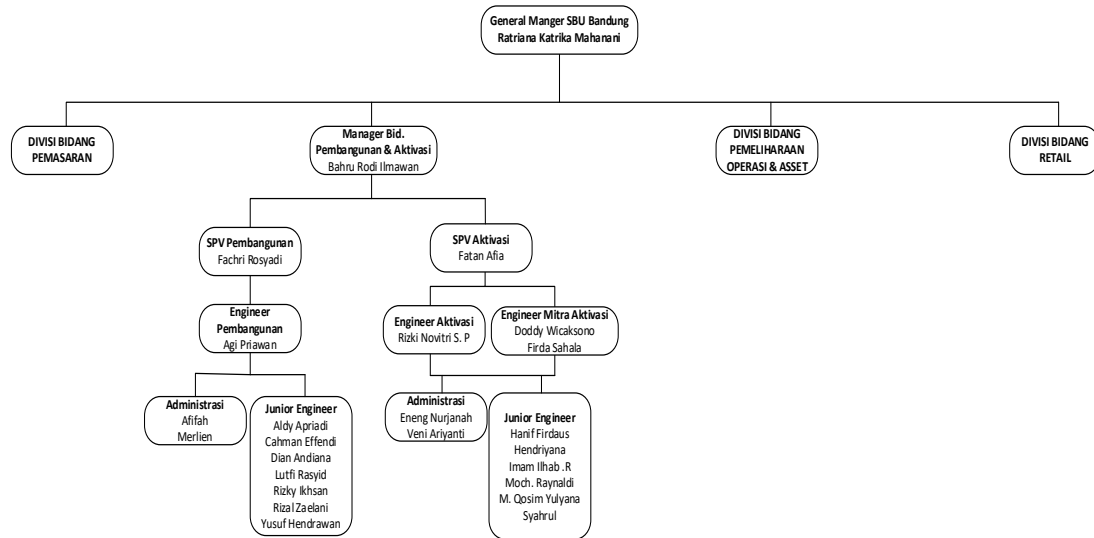 General Manger SBU Bandung
Ratriana Katrika Mahanani
DIVISI BIDANG
PEMASARAN
Manager Bid.
Pembangunan & Aktivasi
Bahru Rodi Ilmawan
DIVISI BIDANG
PEMELIHARAAN
OPERASI & ASSET
DIVISI BIDANG
RETAIL
SPV Pembangunan
Fachri Rosyadi
SPV Aktivasi
Fatan Afia
Engineer
Pembangunan
Agi Priawan
Engineer Aktivasi
Rizki Novitri S. P
Engineer Mitra Aktivasi
Doddy Wicaksono
Firda Sahala
Administrasi
Afifah
Merlien
Junior Engineer
Aldy Apriadi
Cahman Effendi
Dian Andiana
Lutfi Rasyid
Rizky Ikhsan
Rizal Zaelani
Yusuf Hendrawan
Administrasi
Eneng Nurjanah
Veni Ariyanti
Junior Engineer
Hanif Firdaus
Hendriyana
Imam Ilhab .R
Moch. Raynaldi
M. Qosim Yulyana
Syahrul